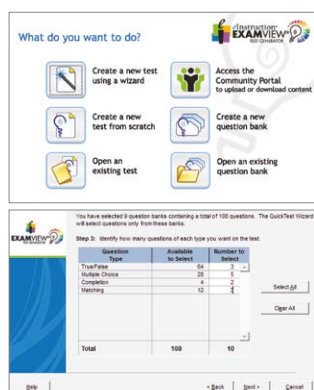 What do you want to do?
eInstruction
EXAMVIEW
TEST GENERATOR
Create a new test
using a wizard
Access the
Community Portal
to upload or download content
Create a new
test from scratch
Create a new
question bank
Open an
existing test
Open an existing
question bank
You have selected 9 question banks containing a total of 108 questions. The QuickTest Wizard
will select questions only from these banks.
EXAMVIEW
Step 3: Identify how many questions of each type you want on the test.
Question Type Available to Select Number to Select
True/False 64 3
Multiple Choice 28 5
Completion 4 2
Matching 12
Select All
Clear All
Total 108 10
Help < Back Next > Cancel